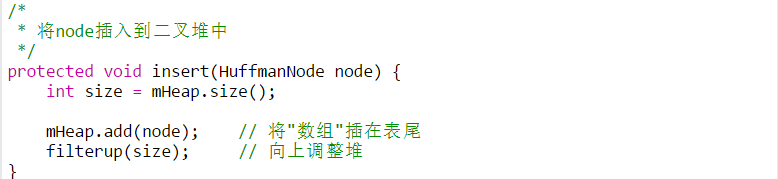 /*
 * 将node插入到二叉堆中
 */
protected void insert(HuffmanNode node) {
    int size = mHeap.size();

    mHeap.add(node);    // 将"数组"插在表尾
    filterup(size);     // 向上调整堆
}